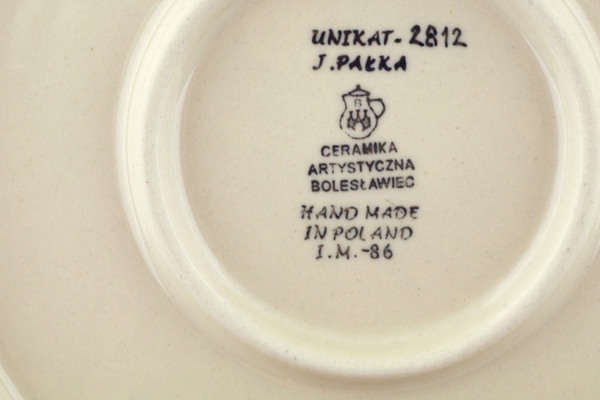 UNIKAT-2812
J.PAŁKA
B
CERAMIKA
ARTYSTYCZNA
BOLESŁAWIEC
HAND MADE
IN POLAND
I.M.-86